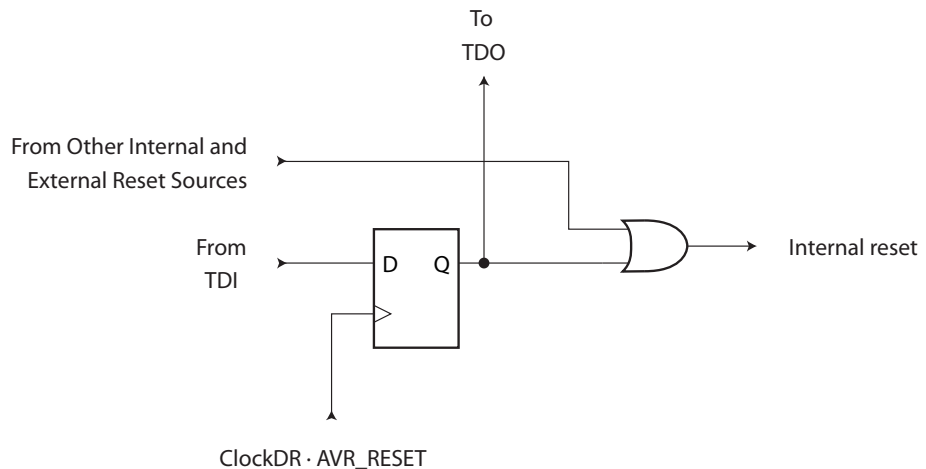 To
TDO
From Other Internal and
External Reset Sources
From
TDI
D Q
Internal reset
ClockDR · AVR_RESET